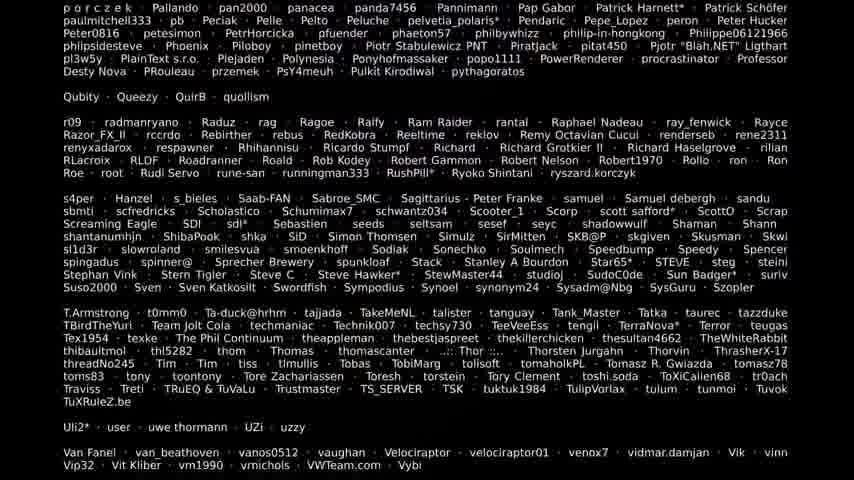 p o r c z e k · Pallando · pan2000 · panacea · panda7456 · Pannimann · Pap Gabor · Patrick Harnett* · Patrick Schöfer
paulmitchell333 · pb · Peciak · Pelle · Pelto · Peluche · pelvetia_polaris* · Pendaric · Pepe_Lopez · peron · Peter Hucker
Peter0816 · petesimon · PetrHorcicka · pfuender · phaeton57 · philbywhizz · philip-in-hongkong · Philippe06121966
philpsidesteve · Phoenix · Piloboy · pinetboy · Piotr Stabulewicz PNT · Piratjack · pitat450 · Pjotr "Blah.NET" Ligthart
pl3w5y · PlainText s.r.o. · Plejaden · Polynesia · Ponyhofmassaker · popo1111 · PowerRenderer · procrastinator · Professor
Desty Nova · PRouleau · przemek · PsY4meuh · Pulkit Kirodiwal · pythagoratos
Qubity · Queezy · QuirB · quollism
r09 · radmanryano · Raduz · rag · Ragoe · Raify · Ram Raider · rantal · Raphael Nadeau · ray_fenwick · Rayce
Razor_FX_II · rccrdo · Rebirther · rebus · RedKobra · Reeltime · reklov · Remy Octavian Cucui · renderseb · rene2311
renyxadarox · respawner · Rhihannisu · Ricardo Stumpf · Richard · Richard Grotkier II · Richard Haselgrove · rilian
RLacroix · RLDF · Roadranner · Roald · Rob Kodey · Robert Gammon · Robert Nelson · Robert1970 · Rollo · ron · Ron
Roe · root · Rudi Servo · rune-san · runningman333 · RushPill* · Ryoko Shintani · ryszard.korczyk
s4per · Hanzel · s_bieles · Saab-FAN · Sabroe_SMC · Sagittarius - Peter Franke · samuel · Samuel debergh · sandu
sbmti · scfredricks · Scholastico · Schumimax7 · schwantz034 · Scooter_1 · Scorp · scott safford* · ScottO · Scrap
Screaming Eagle · SDI · sdl* · Sebastien · seeds · seltsam · sesef · seyc · shadowwulf · Shaman · Shann
shantanumhjn · ShibaPook · shka · SiD · Simon Thomsen · Simulz · SirMitten · SKB@P · skgiven · Skusman · Skwi
sl1d3r · slowroland · smilesvua · smoenkhoff · Sodiak · Sonechko · Souimech · Speedbump · Speedy · Spencer
spingadus · spinner@ · Sprecher Brewery · spunkloaf · Stack · Stanley A Bourdon · Star65* · STE\/E · steg · steini
Stephan Vink · Stern Tigler · Steve C · Steve Hawker* · StewMaster44 · studioJ · SudoC0de · Sun Badger* · suriv
Suso2000 · Sven · Sven Katkosilt · Swordfish · Sympodius · Synoel · synonym24 · Sysadm@Nbg · SysGuru · Szopler
T.Armstrong · t0mm0 · Ta-duck@hrhm · tajjada · TakeMeNL · talister · tanguay · Tank_Master · Tatka · taurec · tazzduke
TBirdTheYuri · Team Jolt Cola · techmaniac · Technik007 · techsy730 · TeeVeeEss · tengil · TerraNova* · Terror · teugas
Tex1954 · texke · The Phil Continuum · theappleman · thebestjaspreet · thekillerchicken · thesultan4662 · TheWhiteRabbit
thibaultmol · thl5282 · thom · Thomas · thomascanter · ..:: Thor ::.. · Thorsten Jurgahn · Thorvin · ThrasherX-17
threadNo245 · Tim · Tim · tiss · tlmullis · Tobas · TobiMarg · tolisoft · tomaholkPL · Tomasz R. Gwiazda · tomasz78
toms83 · tony · toontony · Tore Zachariassen · Toresh · torstein · Tory Clement · toshi.soda · ToXiCalien68 · tr0ach
Traviss · Treti · TRuEQ & TuVaLu · Trustmaster · TS_SERVER · TSK · tuktuk1984 · TulipVorlax · tulum · tunmoi · Tuvok
TuXRuleZ.be
Uli2* · user · uwe thormann · UZi · uzzy
Van Fanel · van_beathoven · vanos0512 · vaughan · Velociraptor · velociraptor01 · venox7 · vidmar.damjan · Vik · vinn
Vip32 · Vit Kliber · vm1990 · vrnichols · VWTeam.com · Vybi